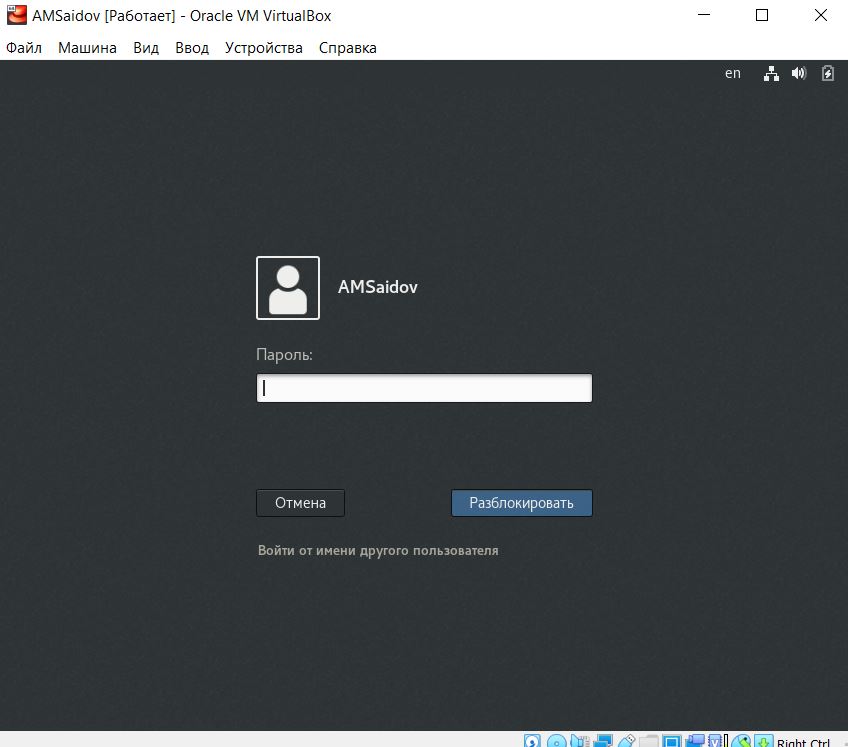 AMSaidov [Работает] - Oracle VM VirtualBox
Файл Машина Вид Ввод Устройства Справка
en
AMSaidov
Пароль:
Отмена Разблокировать
Войти от имени другого пользователя
Right Ctrl